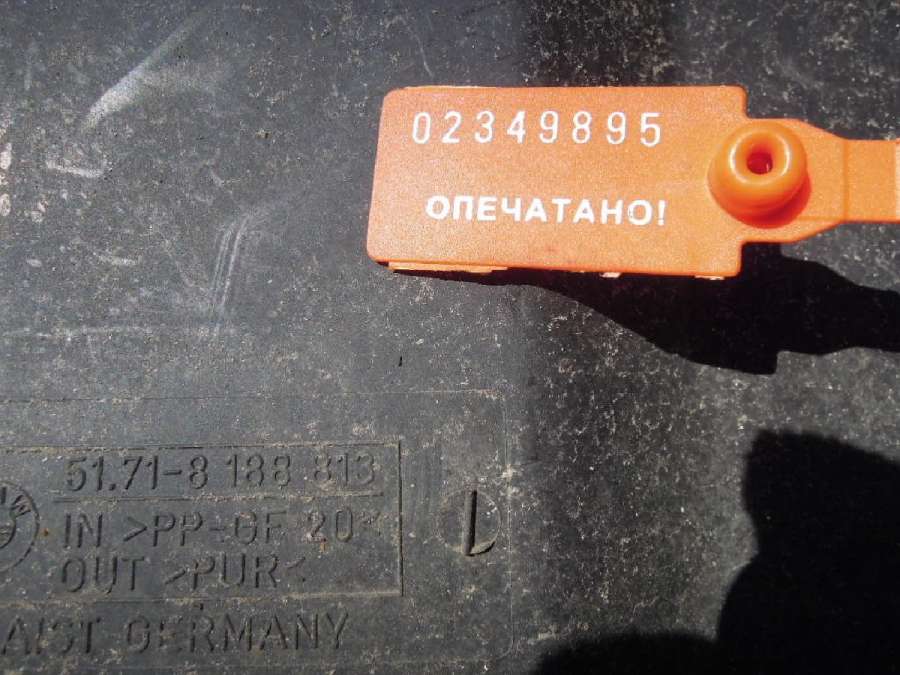 02349895
ОПЕЧАТАНО!
51.71-8 188 813
IN >PP-GF 20<
OUT >PUR<
GERMANY